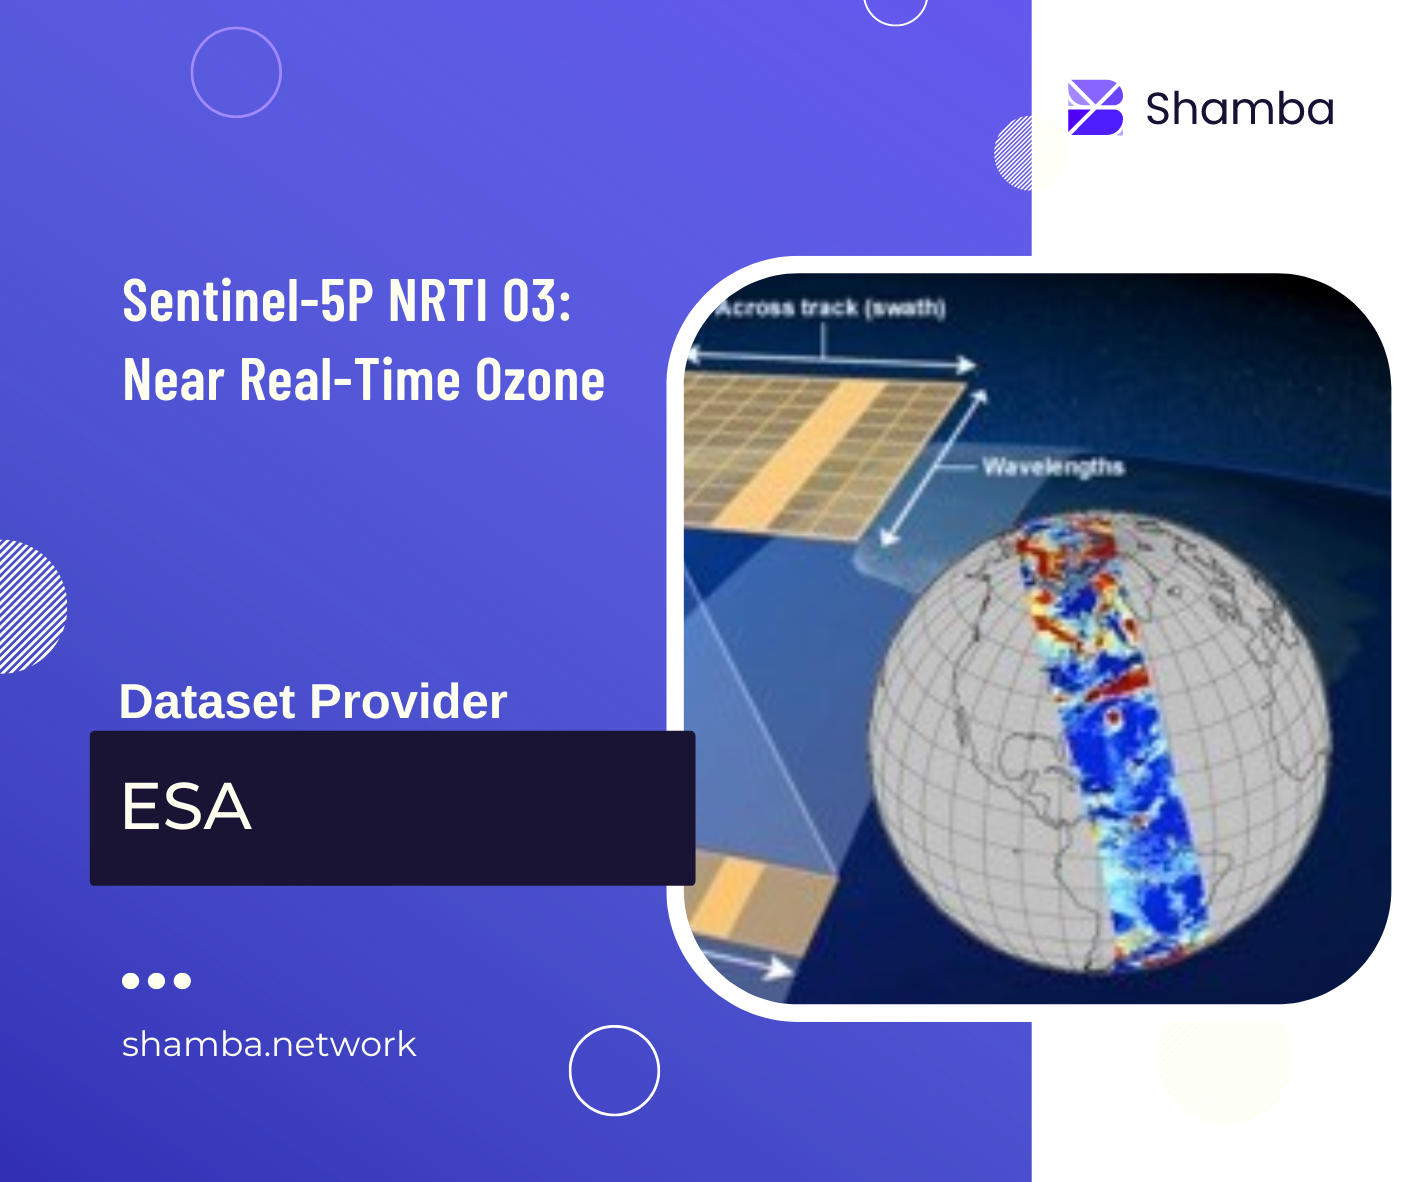 Shamba
Sentinel-5P NRTI O3:
Near Real-Time Ozone
Across track (swath)
Wavelengths
Dataset Provider
ESA
shamba.network